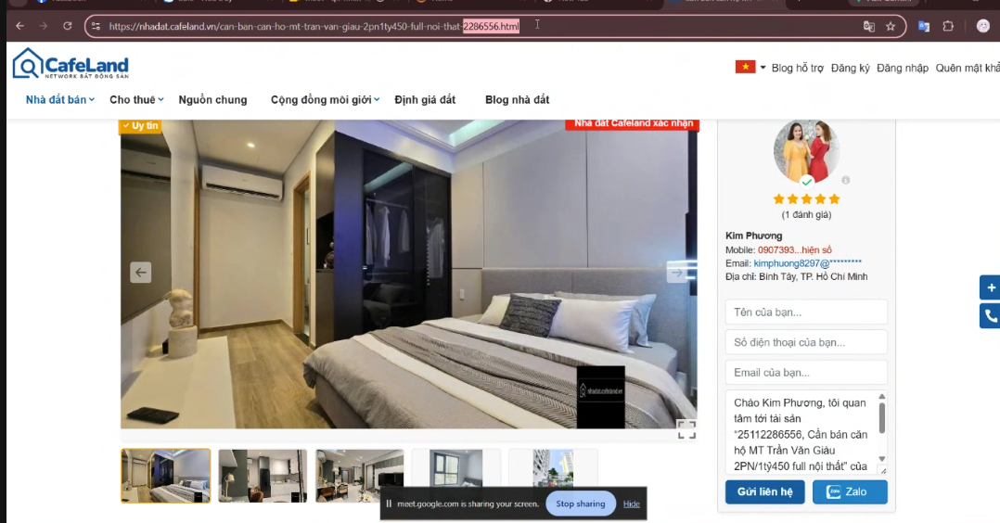 https://nhadat.cafeland.vn/can-ban-can-ho-mt-tran-van-giau-2pn1ty450-full-noi-that-2286556.html
CafeLand
NETWORK BẤT ĐỘNG SẢN
Blog hỗ trợ Đăng ký Đăng nhập Quên mật khẩ
Nhà đất bán Cho thuê Nguồn chung Cộng đồng môi giới Định giá đất Blog nhà đất
Uy tín
Nhà đất Cafeland xác nhận
(1 đánh giá)
Kim Phương
Mobile: 0907393...hiện số
Email: kimphuong8297@*********
Địa chỉ: Bình Tây, TP. Hồ Chí Minh
Tên của bạn...
Số điện thoại của bạn...
Email của bạn...
Chào Kim Phương, tôi quan
tâm tới tài sản
“25112286556, Cần bán căn
hộ MT Trần Văn Giàu
2PN/1tỷ450 full nội thất” của
Gửi liên hệ
Zalo
nhadat.cafeland.vn
meet.google.com is sharing your screen.
Stop sharing
Hide